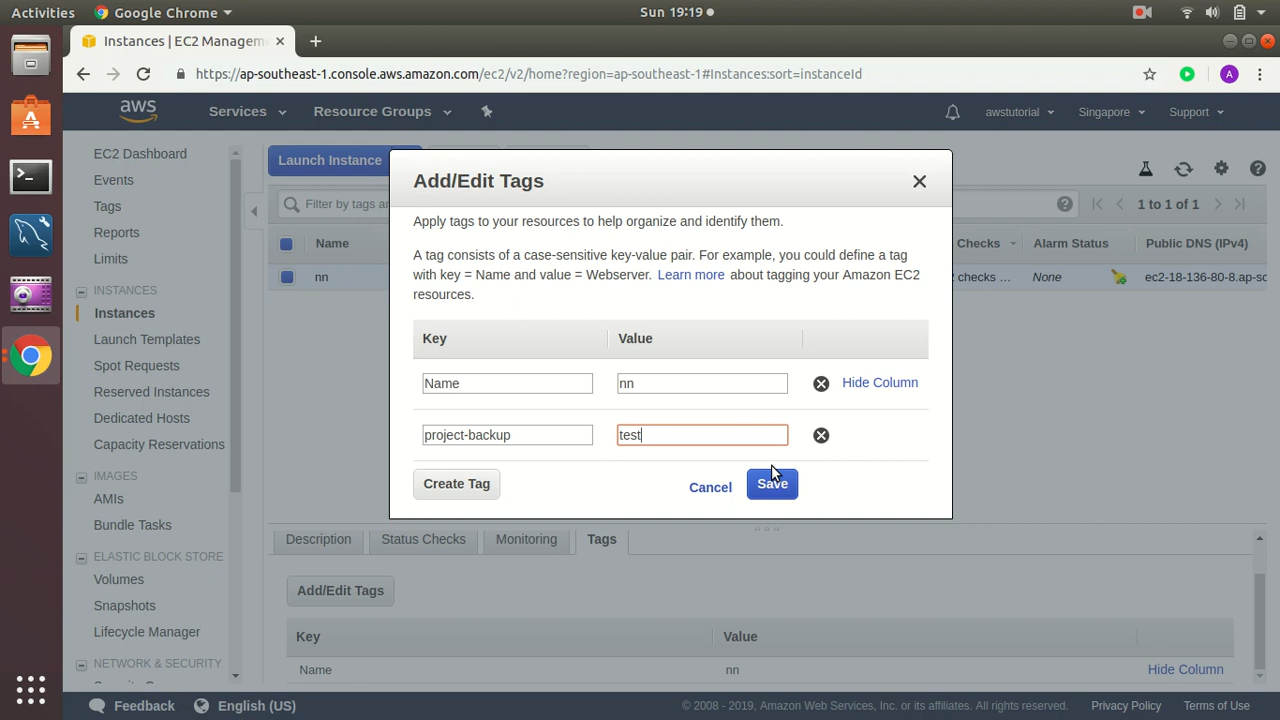 Activities
Google Chrome
Sun 19:19
Instances | EC2 Managem
https://ap-southeast-1.console.aws.amazon.com/ec2/v2/home?region=ap-southeast-1#Instances:sort=instanceId
A
aws
Services
Resource Groups
awstutorial
Singapore
Support
EC2 Dashboard
Events
Tags
Reports
Limits
INSTANCES
Instances
Launch Templates
Spot Requests
Reserved Instances
Dedicated Hosts
Capacity Reservations
IMAGES
AMIs
Bundle Tasks
ELASTIC BLOCK STORE
Volumes
Snapshots
Lifecycle Manager
NETWORK & SECURITY
Launch Instance
Filter by tags an
1 to 1 of 1
Name
Checks
Alarm Status
Public DNS (IPv4)
nn
checks ...
None
ec2-18-136-80-8.ap-so
Add/Edit Tags
Apply tags to your resources to help organize and identify them.
A tag consists of a case-sensitive key-value pair. For example, you could define a tag
with key = Name and value = Webserver. Learn more about tagging your Amazon EC2
resources.
Key
Value
Name
nn
Hide Column
project-backup
test
Create Tag
Cancel
Save
Description
Status Checks
Monitoring
Tags
Add/Edit Tags
Key
Value
Name
nn
Hide Column
Feedback
English (US)
© 2008 - 2019, Amazon Web Services, Inc. or its affiliates. All rights reserved.
Privacy Policy
Terms of Use